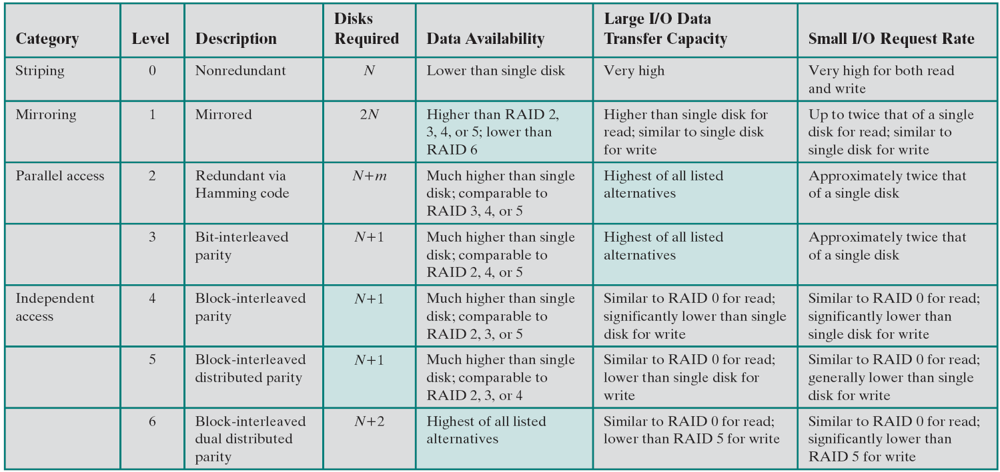 Category
Level
Description
Disks
Required
Data Availability
Large I/O Data
Transfer Capacity
Small I/O Request Rate
Striping
0
Nonredundant
N
Lower than single disk
Very high
Very high for both read
and write
Mirroring
1
Mirrored
2N
Higher than RAID 2,
3, 4, or 5; lower than
RAID 6
Higher than single disk for
read; similar to single disk
for write
Up to twice that of a single
disk for read; similar to
single disk for write
Parallel access
2
Redundant via
Hamming code
N+m
Much higher than single
disk; comparable to
RAID 3, 4, or 5
Highest of all listed
alternatives
Approximately twice that
of a single disk
3
Bit-interleaved
parity
N+1
Much higher than single
disk; comparable to
RAID 2, 4, or 5
Highest of all listed
alternatives
Approximately twice that
of a single disk
Independent
access
4
Block-interleaved
parity
N+1
Much higher than single
disk; comparable to
RAID 2, 3, or 5
Similar to RAID 0 for read;
significantly lower than single
disk for write
Similar to RAID 0 for read;
significantly lower than
single disk for write
5
Block-interleaved
distributed parity
N+1
Much higher than single
disk; comparable to
RAID 2, 3, or 4
Similar to RAID 0 for read;
lower than single disk for
write
Similar to RAID 0 for read;
generally lower than single
disk for write
6
Block-interleaved
dual distributed
parity
N+2
Highest of all listed
alternatives
Similar to RAID 0 for read;
lower than RAID 5 for write
Similar to RAID 0 for read;
significantly lower than
RAID 5 for write